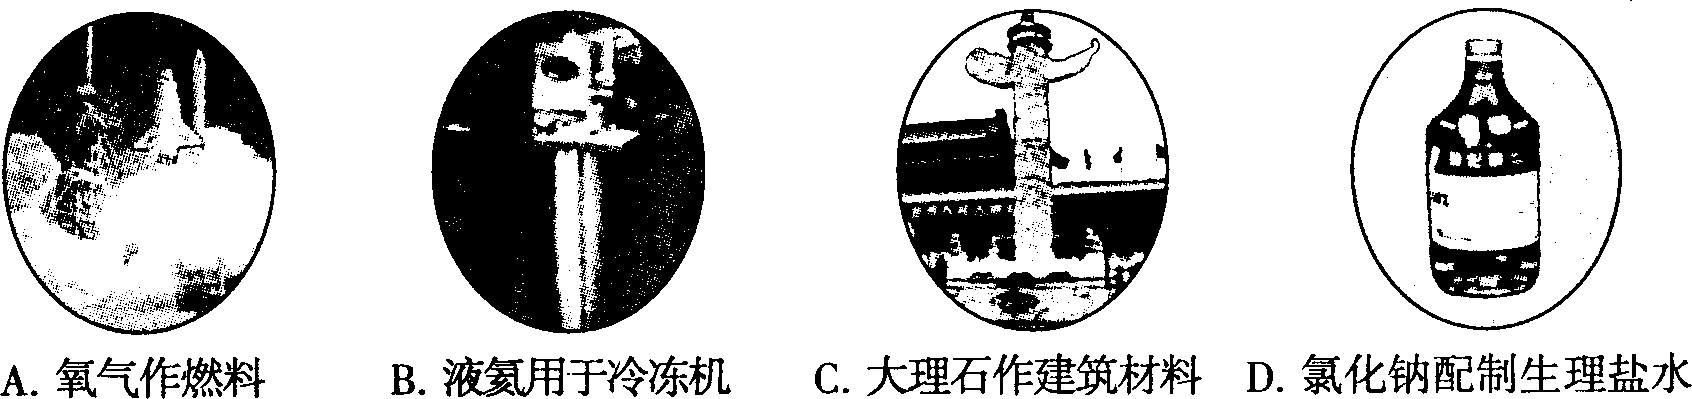 A. 氧气作燃料 B. 液氦用于冷冻机 C. 大理石作建筑材料 D. 氯化钠配制生理盐水